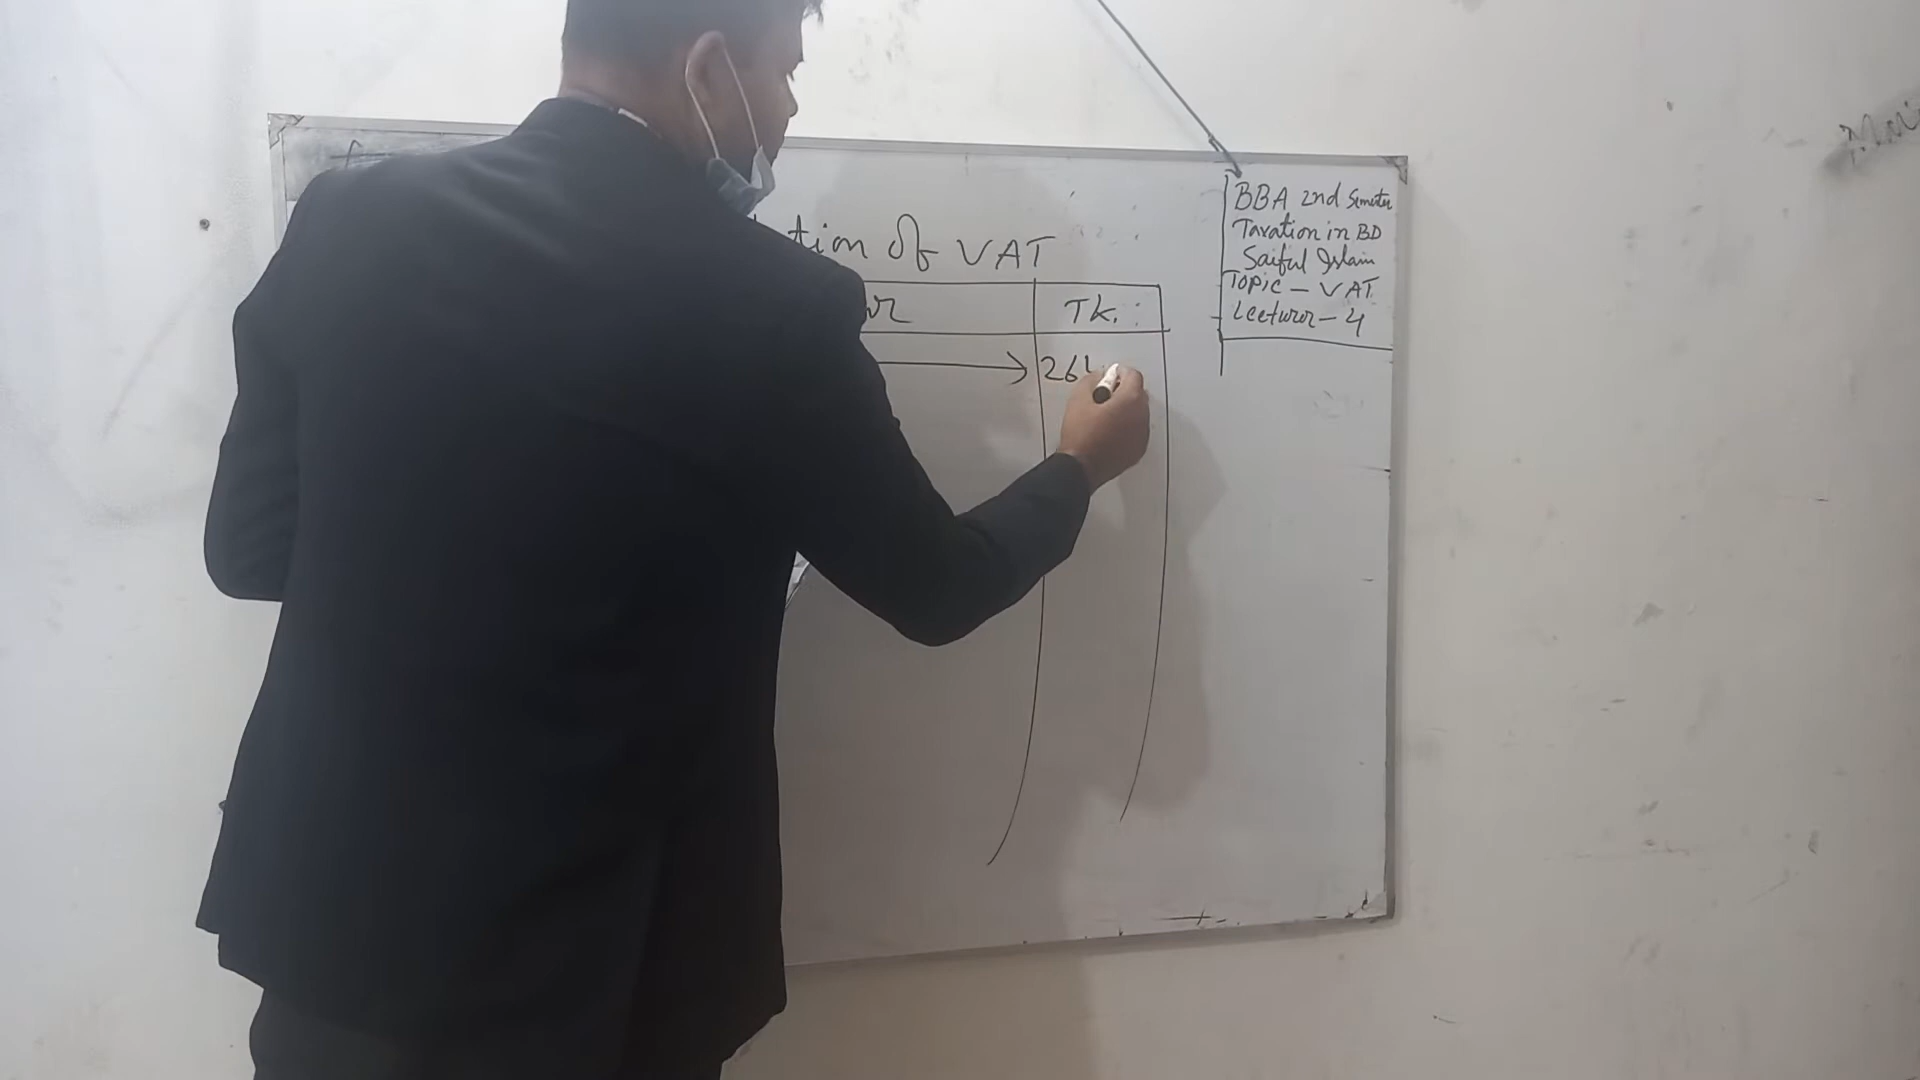 tion of VAT
Tk.
26
BBA 2nd Semester
Taxation in BD
Saiful Islam
Topic - VAT
Lecturer - 4